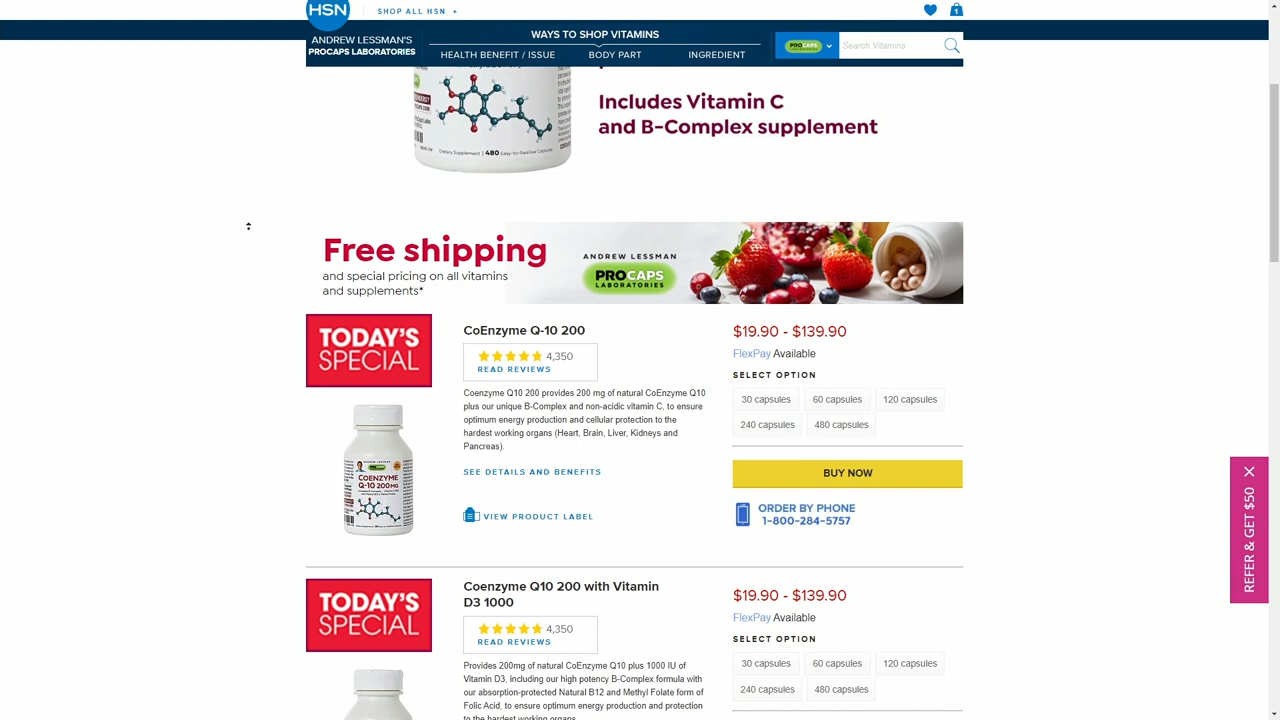 HSN
SHOP ALL HSN +
1
ANDREW LESSMAN'S
PROCAPS LABORATORIES
WAYS TO SHOP VITAMINS
HEALTH BENEFIT / ISSUE
BODY PART
INGREDIENT
PROCAPS
Search Vitamins
Dietary Supplement | 480 Easy-to-Swallow Capsules
Includes Vitamin C
and B-Complex supplement
Free shipping
and special pricing on all vitamins
and supplements*
ANDREW LESSMAN
PROCAPS
LABORATORIES
TODAY'S
SPECIAL
COENZYME
Q-10 200MG
CoEnzyme Q-10 200
4,350
READ REVIEWS
Coenzyme Q10 200 provides 200 mg of natural CoEnzyme Q10
plus our unique B-Complex and non-acidic vitamin C, to ensure
optimum energy production and cellular protection to the
hardest working organs (Heart, Brain, Liver, Kidneys and
Pancreas).
SEE DETAILS AND BENEFITS
VIEW PRODUCT LABEL
$19.90 - $139.90
FlexPay Available
SELECT OPTION
30 capsules
60 capsules
120 capsules
240 capsules
480 capsules
BUY NOW
ORDER BY PHONE
1-800-284-5757
TODAY'S
SPECIAL
Coenzyme Q10 200 with Vitamin
D3 1000
4,350
READ REVIEWS
Provides 200mg of natural CoEnzyme Q10 plus 1000 IU of
Vitamin D3, including our high potency B-Complex formula with
our absorption-protected Natural B12 and Methyl Folate form of
Folic Acid, to ensure optimum energy production and protection
to the hardest working organs
$19.90 - $139.90
FlexPay Available
SELECT OPTION
30 capsules
60 capsules
120 capsules
240 capsules
480 capsules
REFER & GET $50